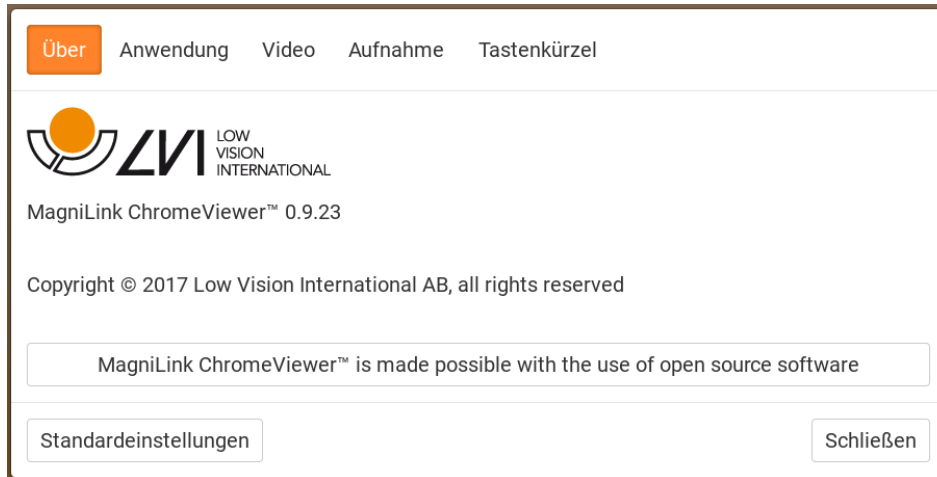 Über Anwendung Video Aufnahme Tastenkürzel
LVI LOW
VISION
INTERNATIONAL
MagniLink ChromeViewer™ 0.9.23
Copyright © 2017 Low Vision International AB, all rights reserved
MagniLink ChromeViewer™ is made possible with the use of open source software
Standardeinstellungen Schließen